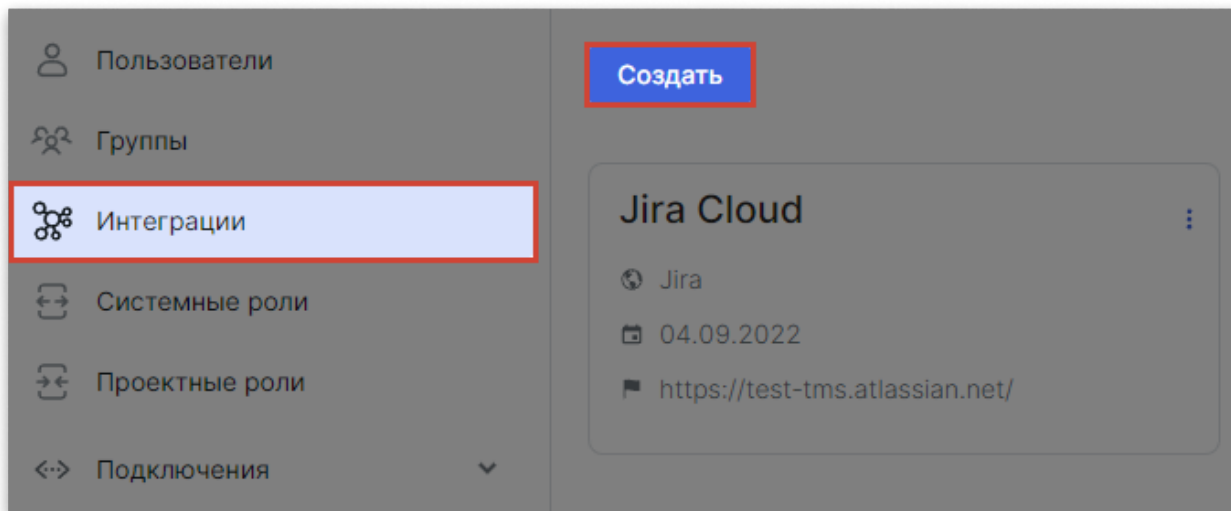 Пользователи
Группы
Интеграции
Системные роли
Проектные роли
Подключения
Создать
Jira Cloud
Jira
04.09.2022
https://test-tms.atlassian.net/